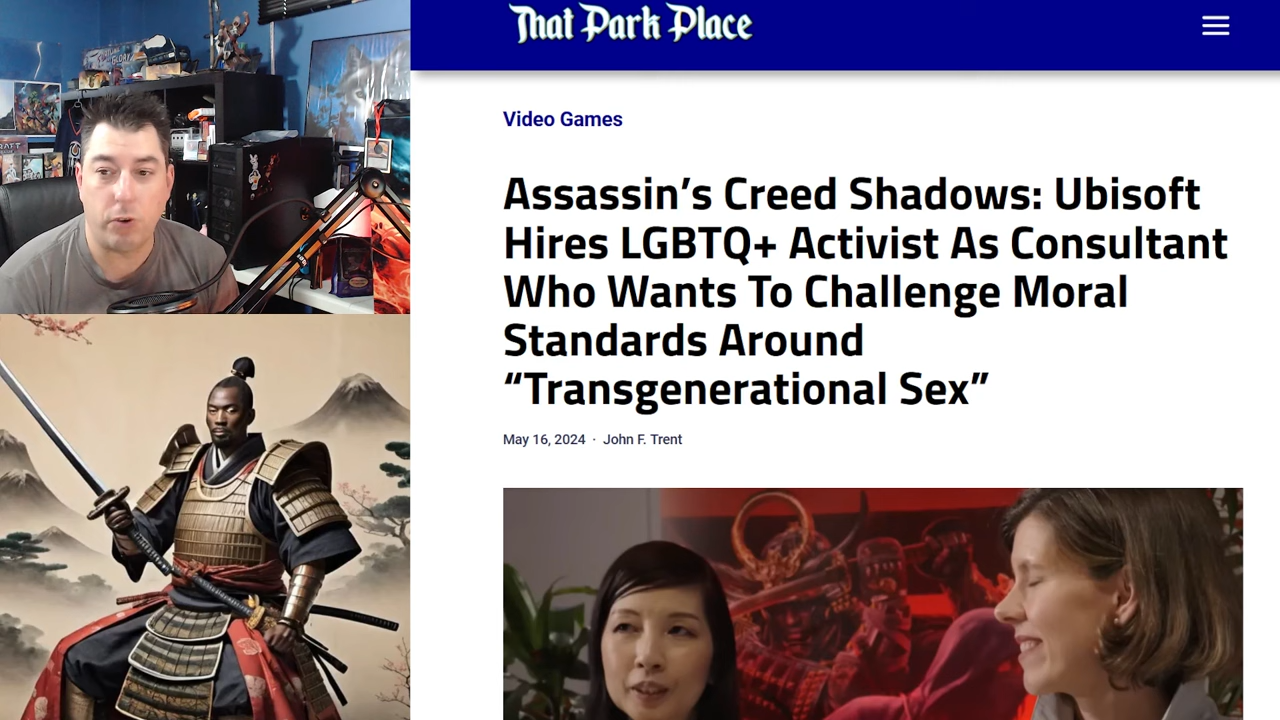 That Park Place
Video Games
Assassin’s Creed Shadows: Ubisoft
Hires LGBTQ+ Activist As Consultant
Who Wants To Challenge Moral
Standards Around
“Transgenerational Sex”
May 16, 2024 · John F. Trent